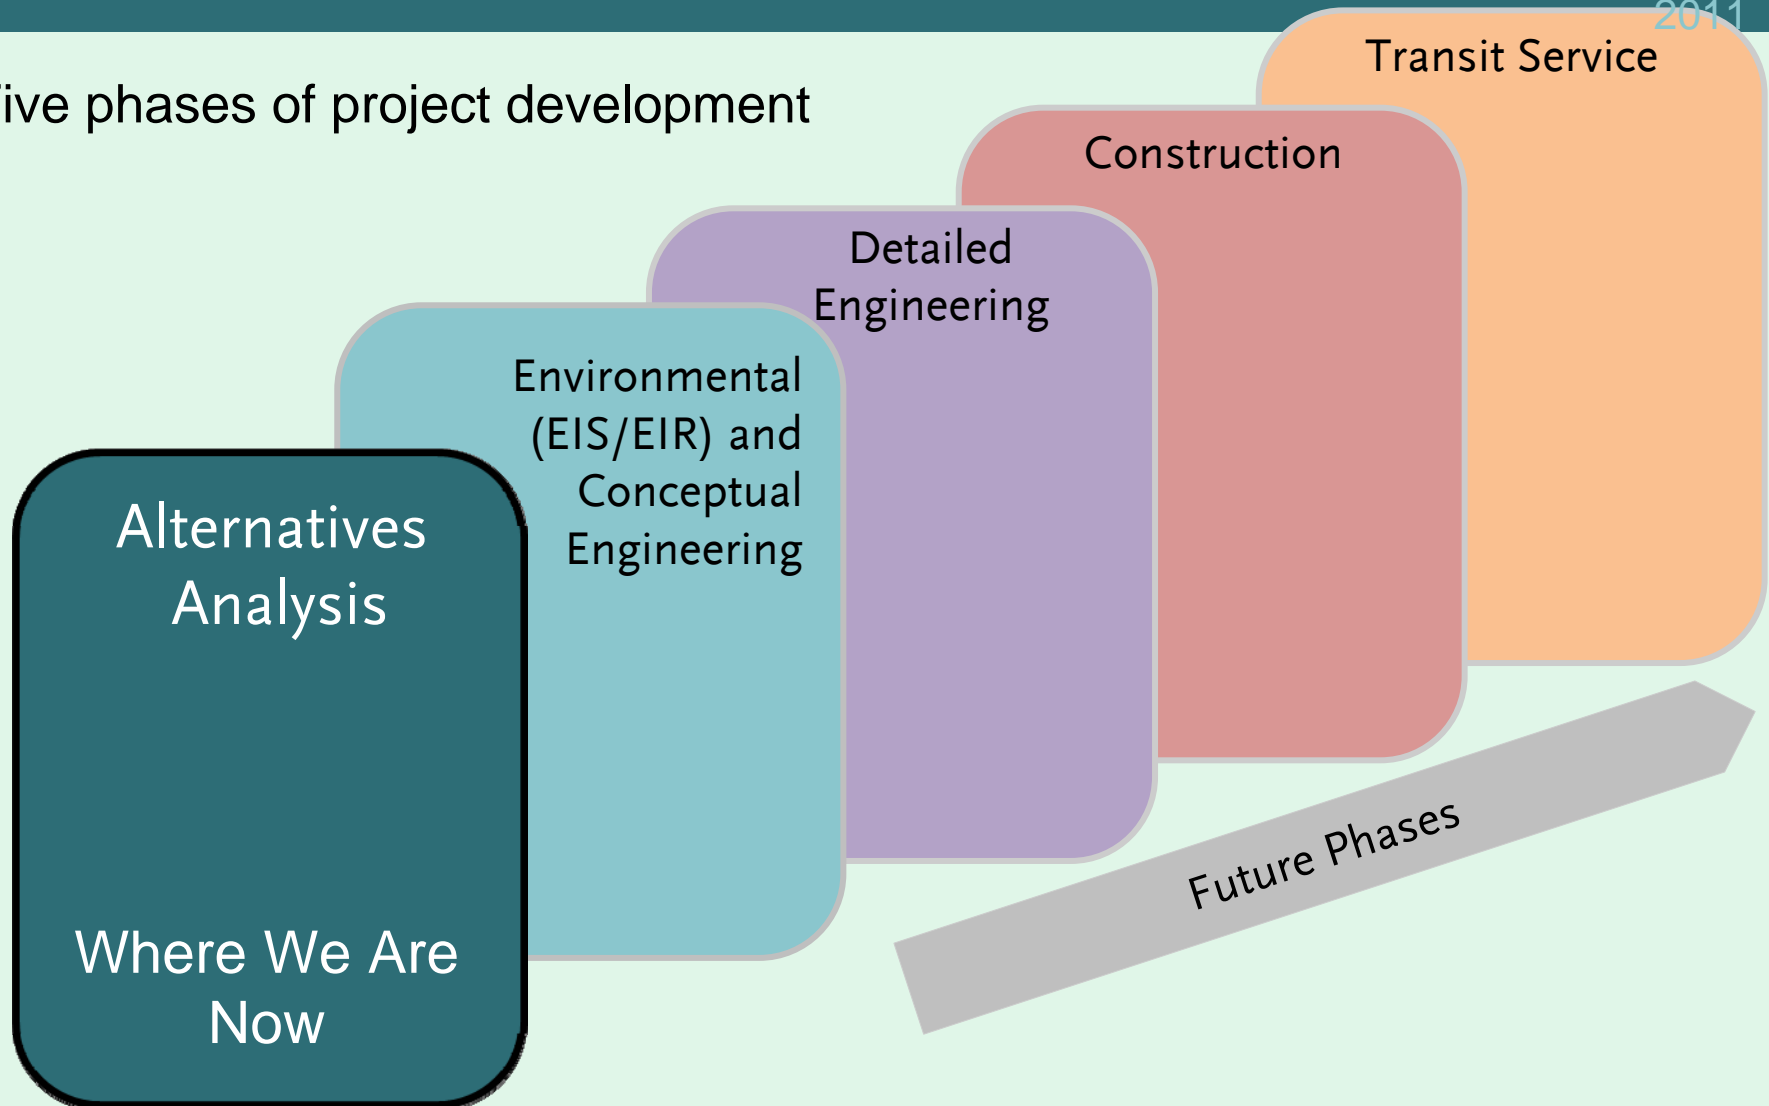 2011
ive phases of project development
Transit Service
Construction
Detailed
Engineering
Environmental
(EIS/EIR) and
Conceptual
Engineering
Alternatives
Analysis
Where We Are
Now
Future Phases